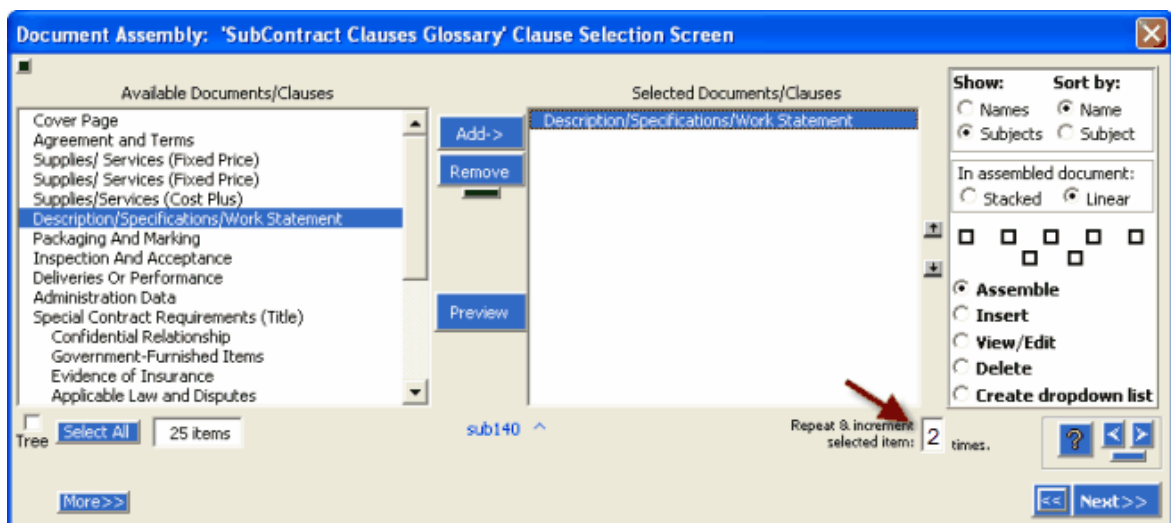 Document Assembly: 'SubContract Clauses Glossary' Clause Selection Screen
Available Documents/Clauses
Cover Page
Agreement and Terms
Supplies/ Services (Fixed Price)
Supplies/ Services (Fixed Price)
Supplies/Services (Cost Plus)
Description/Specifications/Work Statement
Packaging And Marking
Inspection And Acceptance
Deliveries Or Performance
Administration Data
Special Contract Requirements (Title)
Confidential Relationship
Government-Furnished Items
Evidence of Insurance
Applicable Law and Disputes
Add->
Remove
Preview
Selected Documents/Clauses
Description/Specifications/Work Statement
Show: Sort by:
Names Name
Subjects Subject
In assembled document:
Stacked Linear
Assemble
Insert
View/Edit
Delete
Create dropdown list
Tree Select All 25 items
sub140 ^
Repeat & increment
selected item: 2 times.
? < >
More>>
<< Next>>